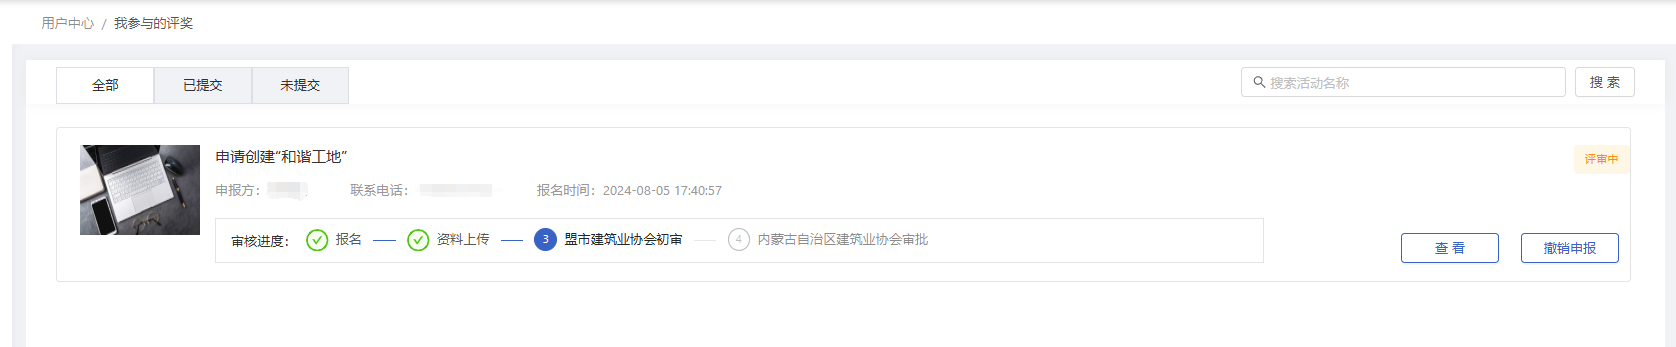 用户中心 / 我参与的评奖
全部 已提交 未提交 搜索活动名称 搜 索
申请创建“和谐工地” 评审中
申报方： 联系电话： 报名时间：2024-08-05 17:40:57
审核进度： 报名 资料上传 3 盟市建筑业协会初审 4 内蒙古自治区建筑业协会审批 查 看 撤销申报